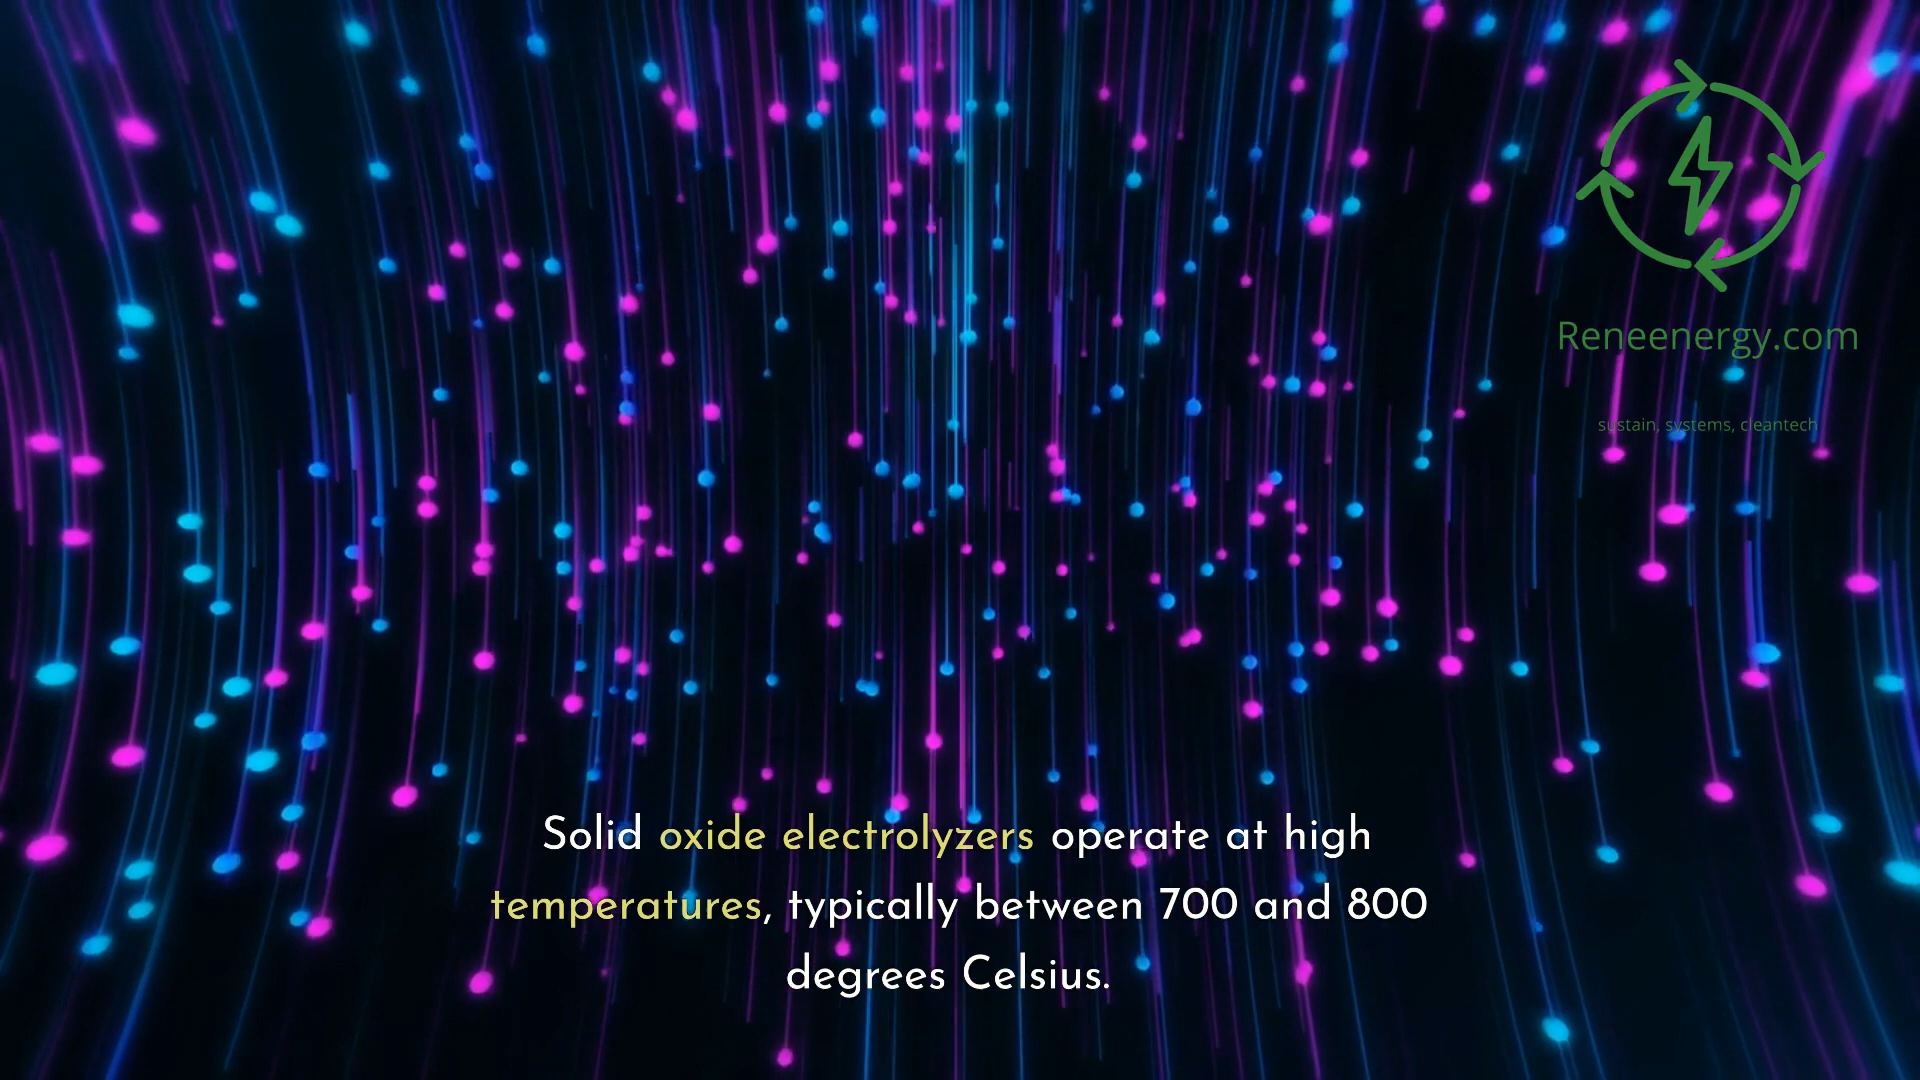 Reneenergy.com
sustain, systems, cleantech
Solid oxide electrolyzers operate at high
temperatures, typically between 700 and 800
degrees Celsius.